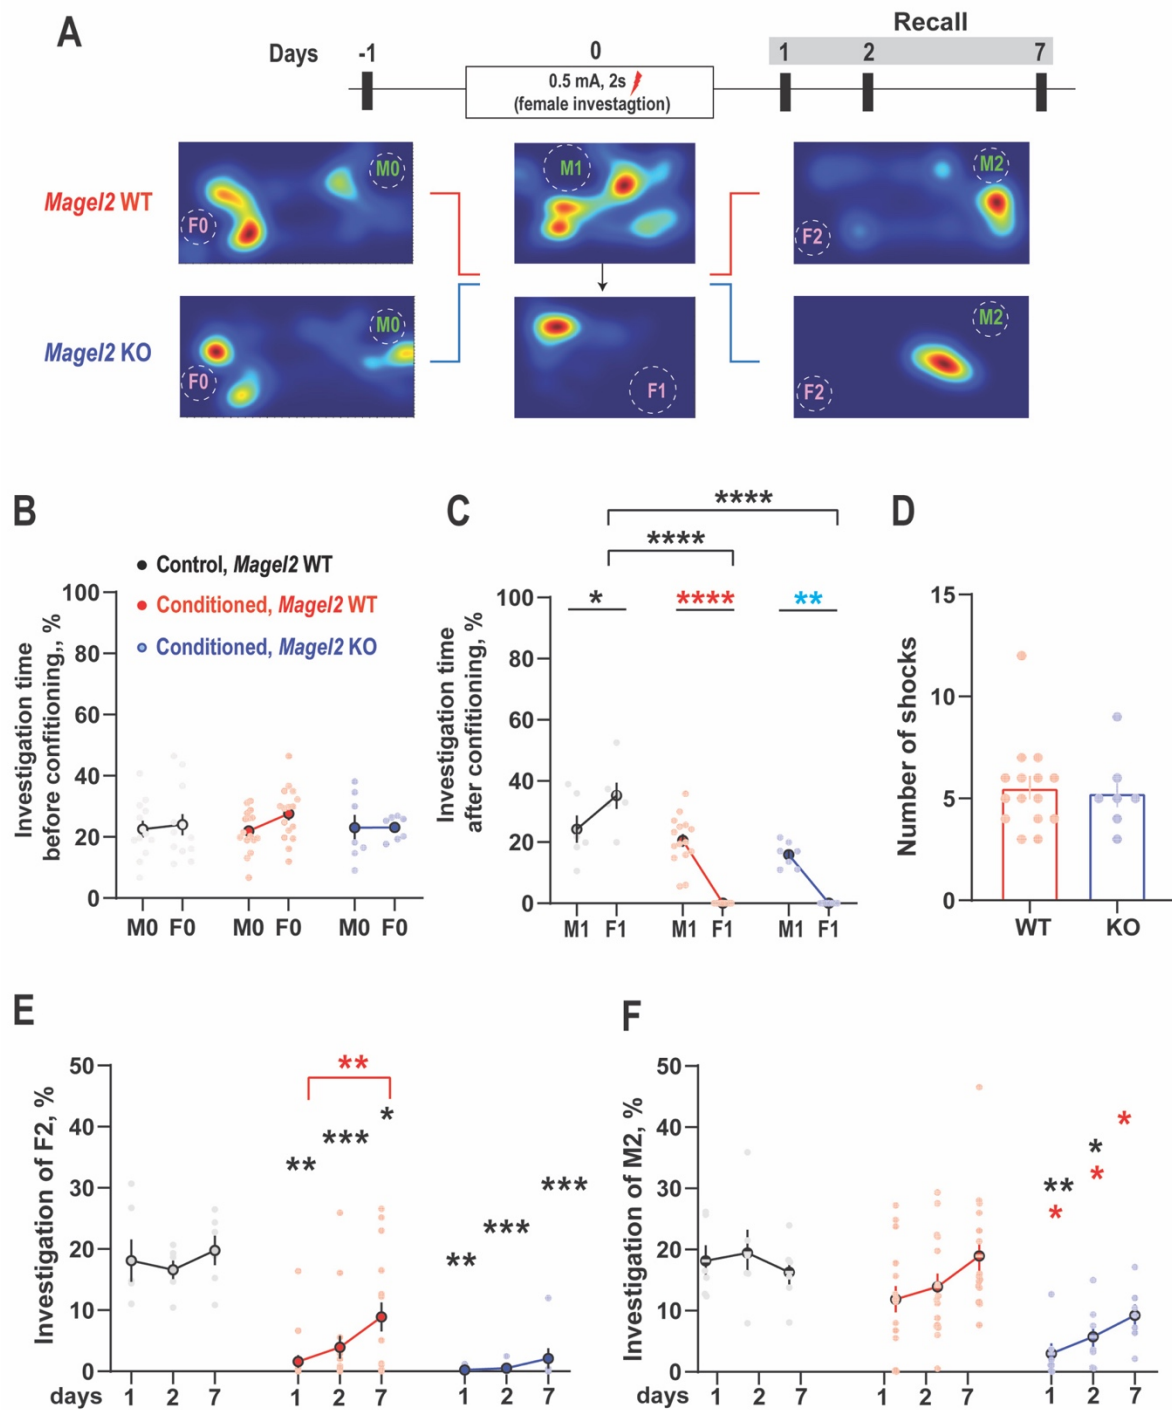 A
Recall
Days -1 0 1 2 7
0.5 mA, 2s
(female investagtion)
Magel2 WT
F0 M0
M1
F2 M2
Magel2 KO
F0 M0
F1
F2 M2
B
Control, Magel2 WT
Conditioned, Magel2 WT
Conditioned, Magel2 KO
Investigation time
before confitioning,, %
100
80
60
40
20
0
M0 F0 M0 F0 M0 F0
C
****
****
* **** **
Investigation time
after confitioning, %
100
80
60
40
20
0
M1 F1 M1 F1 M1 F1
D
Number of shocks
15
10
5
0
WT KO
E
Investigation of F2, %
50
40
30
20
10
0
**
** *** *
** *** ***
days 1 2 7 1 2 7 1 2 7
F
Investigation of M2, %
50
40
30
20
10
0
*
*
*
**
*
days 1 2 7 1 2 7 1 2 7